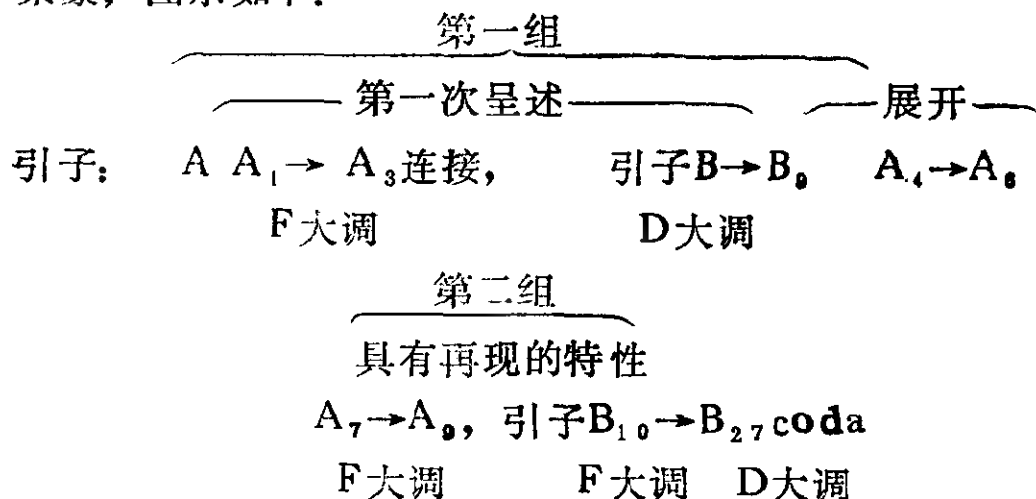 第一组
第一次呈述 展开
引子： A A₁→ A₃连接， 引子B→B₉ A₄→A₆
F大调 D大调
第二组
具有再现的特性
A₇→A₉，引子B₁₀→B₂₇coda
F大调 F大调 D大调